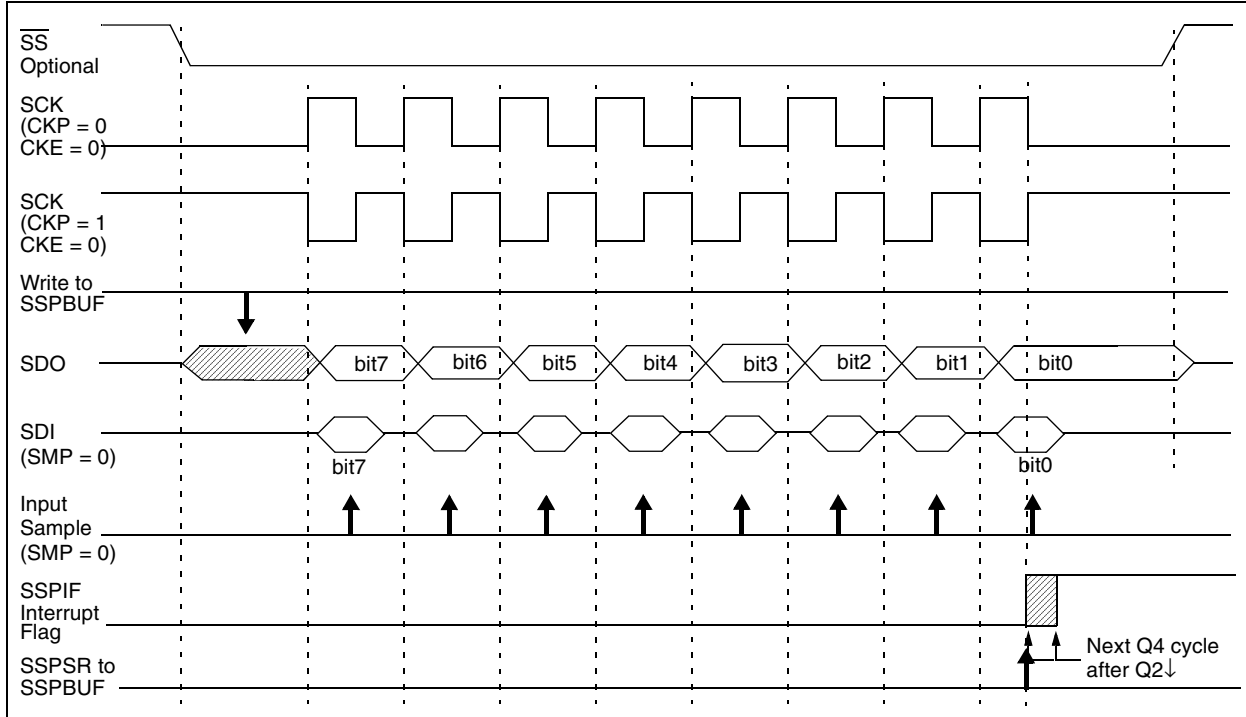 SS
Optional
SCK
(CKP = 0
CKE = 0)
SCK
(CKP = 1
CKE = 0)
Write to
SSPBUF
SDO
bit7
bit6
bit5
bit4
bit3
bit2
bit1
bit0
SDI
(SMP = 0)
bit7
bit0
Input
Sample
(SMP = 0)
SSPIF
Interrupt
Flag
Next Q4 cycle
after Q2↓
SSPSR to
SSPBUF